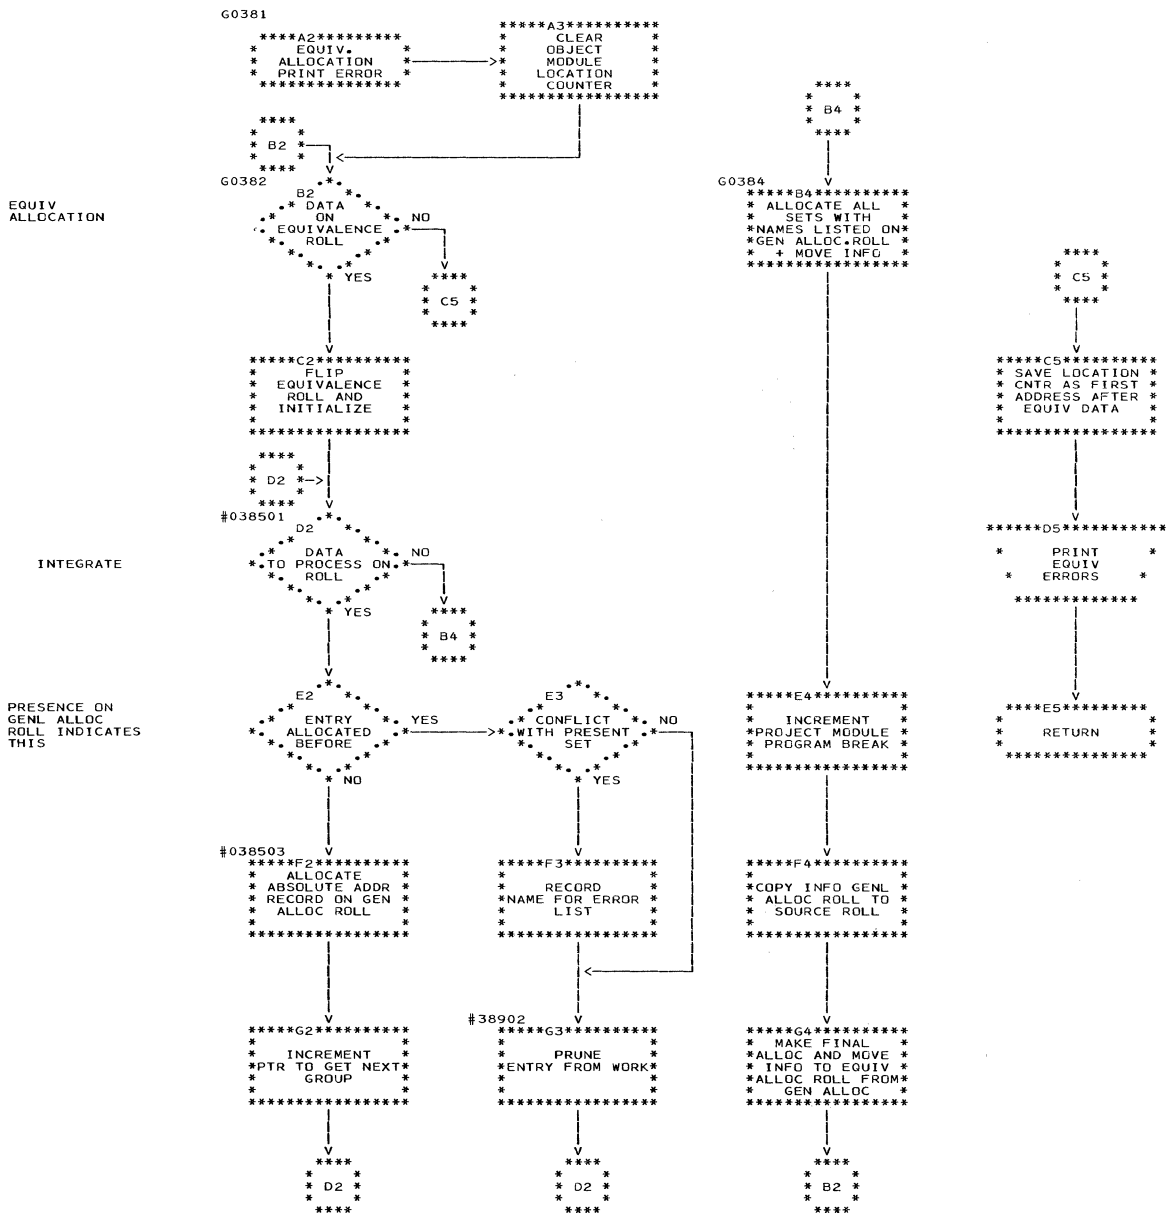 G0381
A2
EQUIV.
ALLOCATION
PRINT ERROR
A3
CLEAR
OBJECT
MODULE
LOCATION
COUNTER
B2
B4
EQUIV
ALLOCATION
G0382
B2
DATA
ON
EQUIVALENCE
ROLL
NO
YES
C5
G0384
B4
ALLOCATE ALL
SETS WITH
NAMES LISTED ON
GEN ALLOC.ROLL
+ MOVE INFO
C5
C2
FLIP
EQUIVALENCE
ROLL AND
INITIALIZE
C5
SAVE LOCATION
CNTR AS FIRST
ADDRESS AFTER
EQUIV DATA
D2
INTEGRATE
#038501
D2
DATA
TO PROCESS ON
ROLL
NO
YES
B4
D5
PRINT
EQUIV
ERRORS
PRESENCE ON
GENL ALLOC
ROLL INDICATES
THIS
E2
ENTRY
ALLOCATED
BEFORE
YES
NO
E3
CONFLICT
WITH PRESENT
SET
NO
YES
E4
INCREMENT
PROJECT MODULE
PROGRAM BREAK
E5
RETURN
#038503
F2
ALLOCATE
ABSOLUTE ADDR
RECORD ON GEN
ALLOC ROLL
F3
RECORD
NAME FOR ERROR
LIST
F4
COPY INFO GENL
ALLOC ROLL TO
SOURCE ROLL
G2
INCREMENT
PTR TO GET NEXT
GROUP
#38902
G3
PRUNE
ENTRY FROM WORK
G4
MAKE FINAL
ALLOC AND MOVE
INFO TO EQUIV
ALLOC ROLL FROM
GEN ALLOC
D2
D2
B2